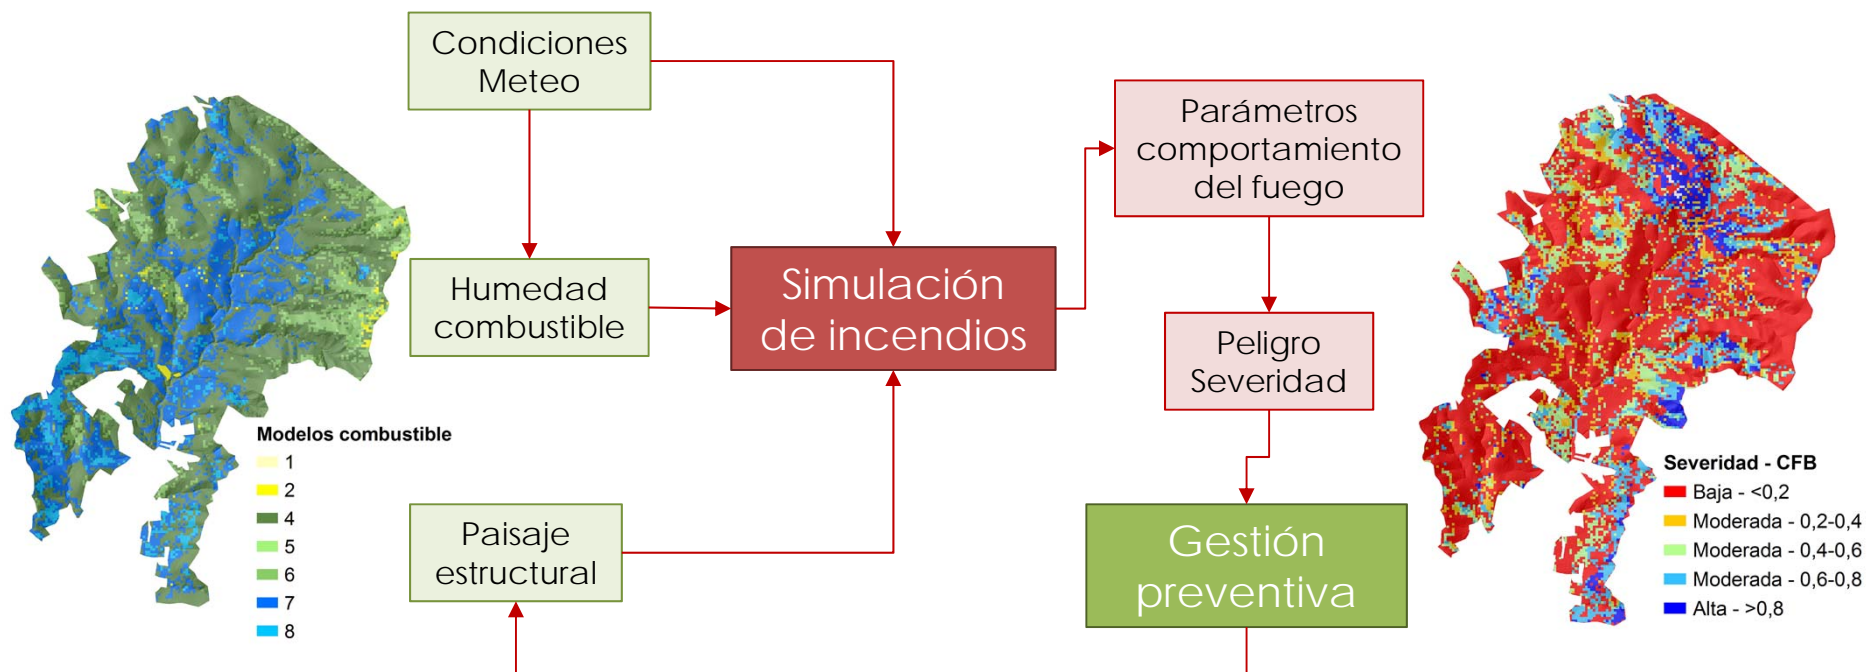 Condiciones
Meteo
Humedad
combustible
Paisaje
estructural
Simulación
de incendios
Parámetros
comportamiento
del fuego
Peligro
Severidad
Gestión
preventiva
Modelos combustible
1
2
4
5
6
7
8
Severidad - CFB
Baja - <0,2
Moderada - 0,2-0,4
Moderada - 0,4-0,6
Moderada - 0,6-0,8
Alta - >0,8